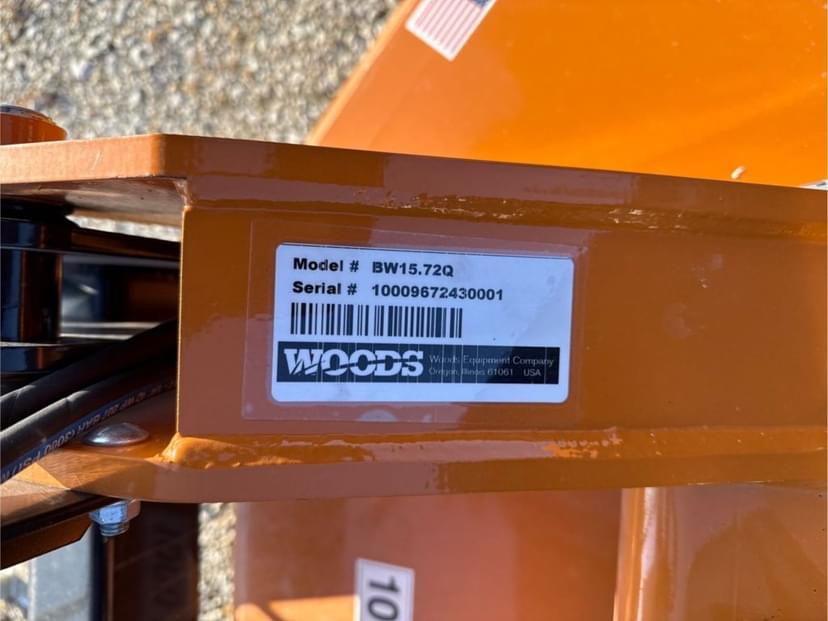 Model # BW15.72Q
Serial # 10009672430001
WOODS Woods Equipment Company
Oregon, Illinois 61061 USA
10